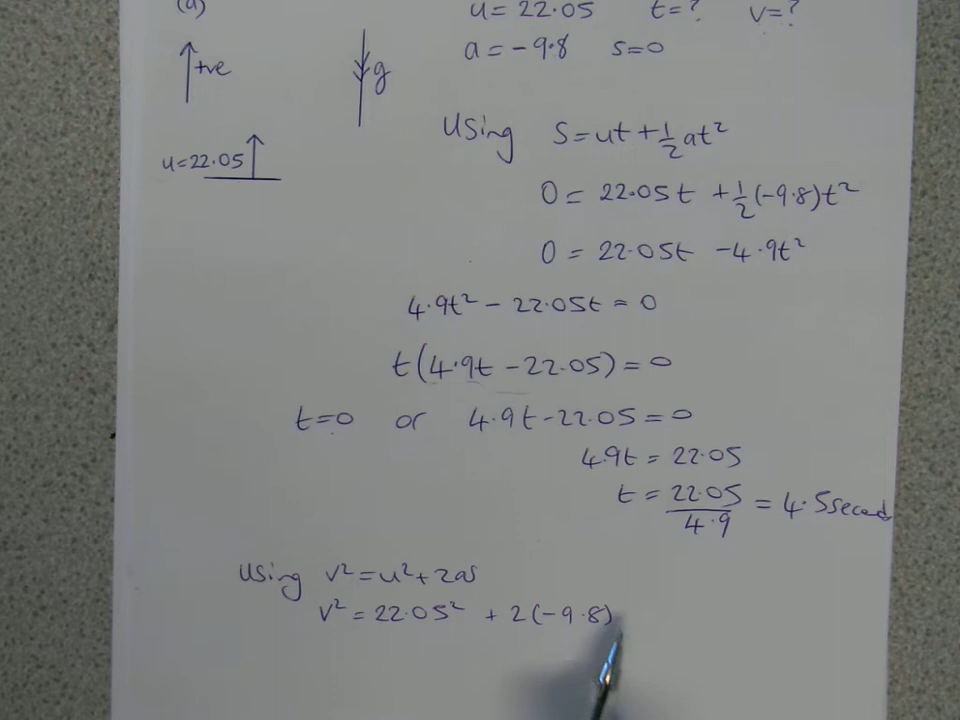 (a)
u = 22.05 t = ? v = ?
a = -9.8 s = 0
+ve
g
u = 22.05
Using s = ut + ½at²
0 = 22.05t + ½(-9.8)t²
0 = 22.05t - 4.9t²
4.9t² - 22.05t = 0
t(4.9t - 22.05) = 0
t = 0 or 4.9t - 22.05 = 0
4.9t = 22.05
t = 22.05/4.9 = 4.5 seconds
Using v² = u² + 2as
v² = 22.05² + 2(-9.8)